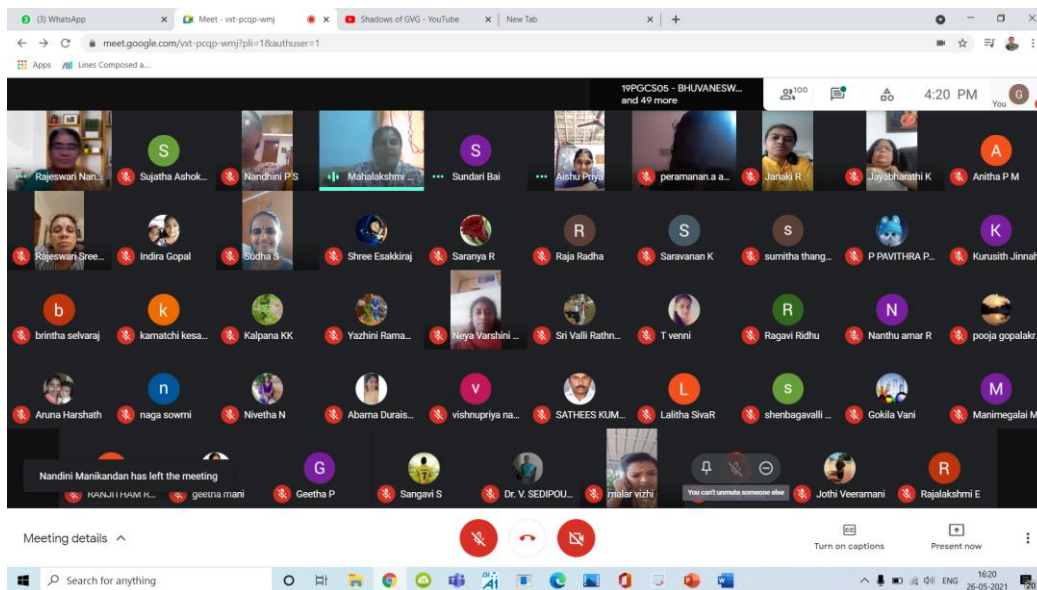 (3) WhatsApp
Meet - vxt-pcqp-wmj
Shadows of GVG - YouTube
New Tab
meet.google.com/vxt-pcqp-wmj?pli=1&authuser=1
Apps
Lines Composed a...
19PGCS05 - BHUVANESW...
and 49 more
100
4:20 PM
You
G
Rajeswari Nan...
S
Sujatha Ashok...
Nandhini P S
Mahalakshmi ...
S
Sundari Bai
Aishu Priya
peramanan.a a...
Janaki R
Jayabharathi K
A
Anitha P M
Rajeswari Sree...
Indira Gopal
Sudha S
Shree Esakkiraj
Saranya R
R
Raja Radha
S
Saravanan K
s
sumitha thang...
P PAVITHRA P...
K
Kurusith Jinnah
b
brintha selvaraj
k
kamatchi kesa...
Kalpana KK
Yazhini Rama...
Neya Varshini ...
Sri Valli Rathn...
T venni
R
Ragavi Ridhu
N
Nanthu amar R
pooja gopalakr...
Aruna Harshath
n
naga sowmi
Nivetha N
Abarna Durais...
v
vishnupriya na...
SATHEES KUM...
L
Lalitha SivaR
s
shenbagavalli ...
Gokila Vani
M
Manimegalai M
Nandini Manikandan has left the meeting
RANJITHAM R...
geetha mani
G
Geetha P
Sangavi S
Dr. V. SEDIPOU...
malar vizhi
You can't unmute someone else
Jothi Veeramani
R
Rajalakshmi E
Meeting details
Turn on captions
Present now
Search for anything
ENG
16:20
26-05-2021
20